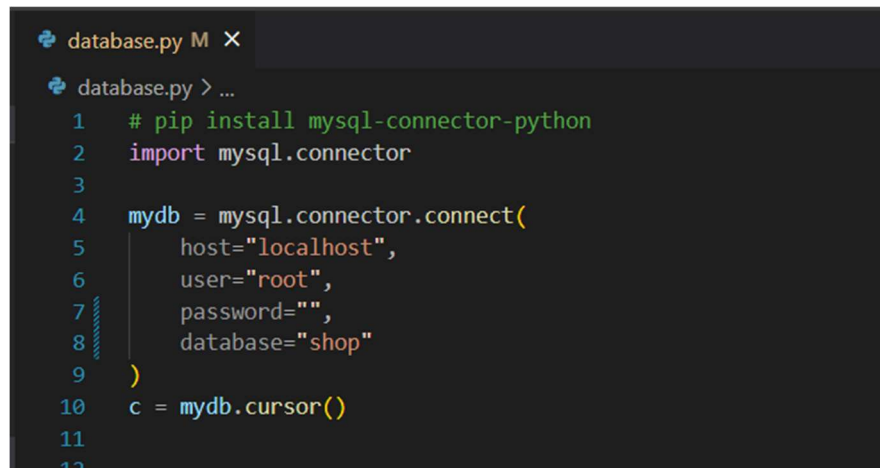 database.py M X
database.py > ...
1 # pip install mysql-connector-python
2 import mysql.connector
3
4 mydb = mysql.connector.connect(
5     host="localhost",
6     user="root",
7     password="",
8     database="shop"
9 )
10 c = mydb.cursor()
11
12